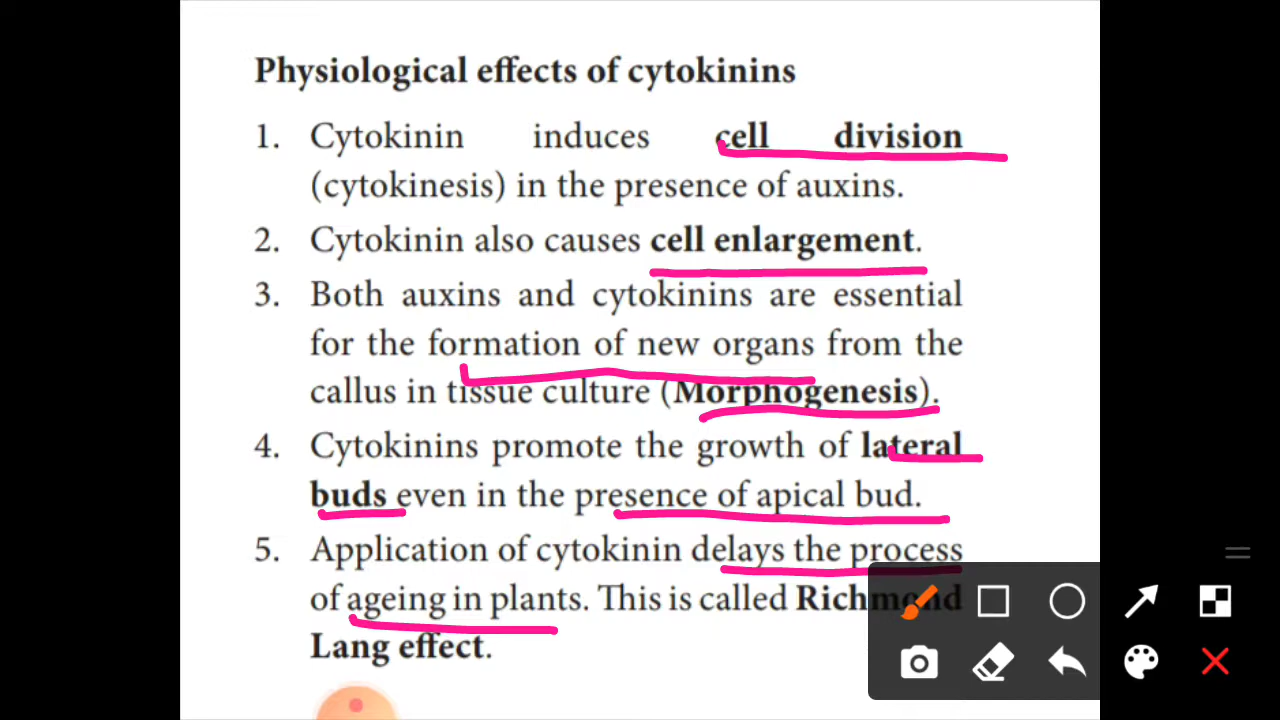 Physiological effects of cytokinins
1. Cytokinin induces cell division
(cytokinesis) in the presence of auxins.
2. Cytokinin also causes cell enlargement.
3. Both auxins and cytokinins are essential
for the formation of new organs from the
callus in tissue culture (Morphogenesis).
4. Cytokinins promote the growth of lateral
buds even in the presence of apical bud.
5. Application of cytokinin delays the process
of ageing in plants. This is called Richmond
Lang effect.